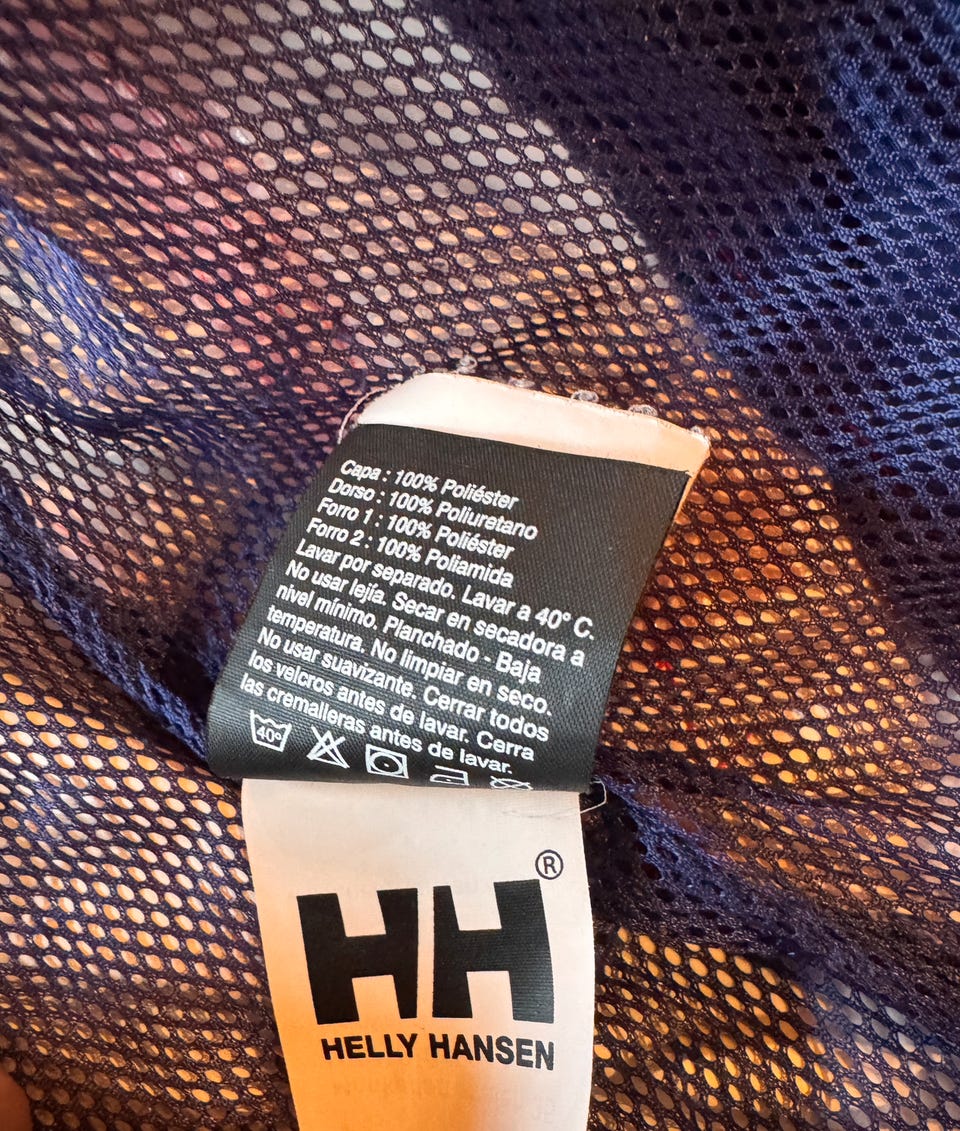 Capa : 100% Poliéster
Dorso : 100% Poliuretano
Forro 1 : 100% Poliéster
Forro 2 : 100% Poliamida
Lavar por separado. Lavar a 40° C.
No usar lejía. Secar en secadora a
nivel mínimo. Planchado - Baja
temperatura. No limpiar en seco.
No usar suavizante. Cerrar todos
los velcros antes de lavar. Cerra
las cremalleras antes de lavar.
40°
HH®
HELLY HANSEN